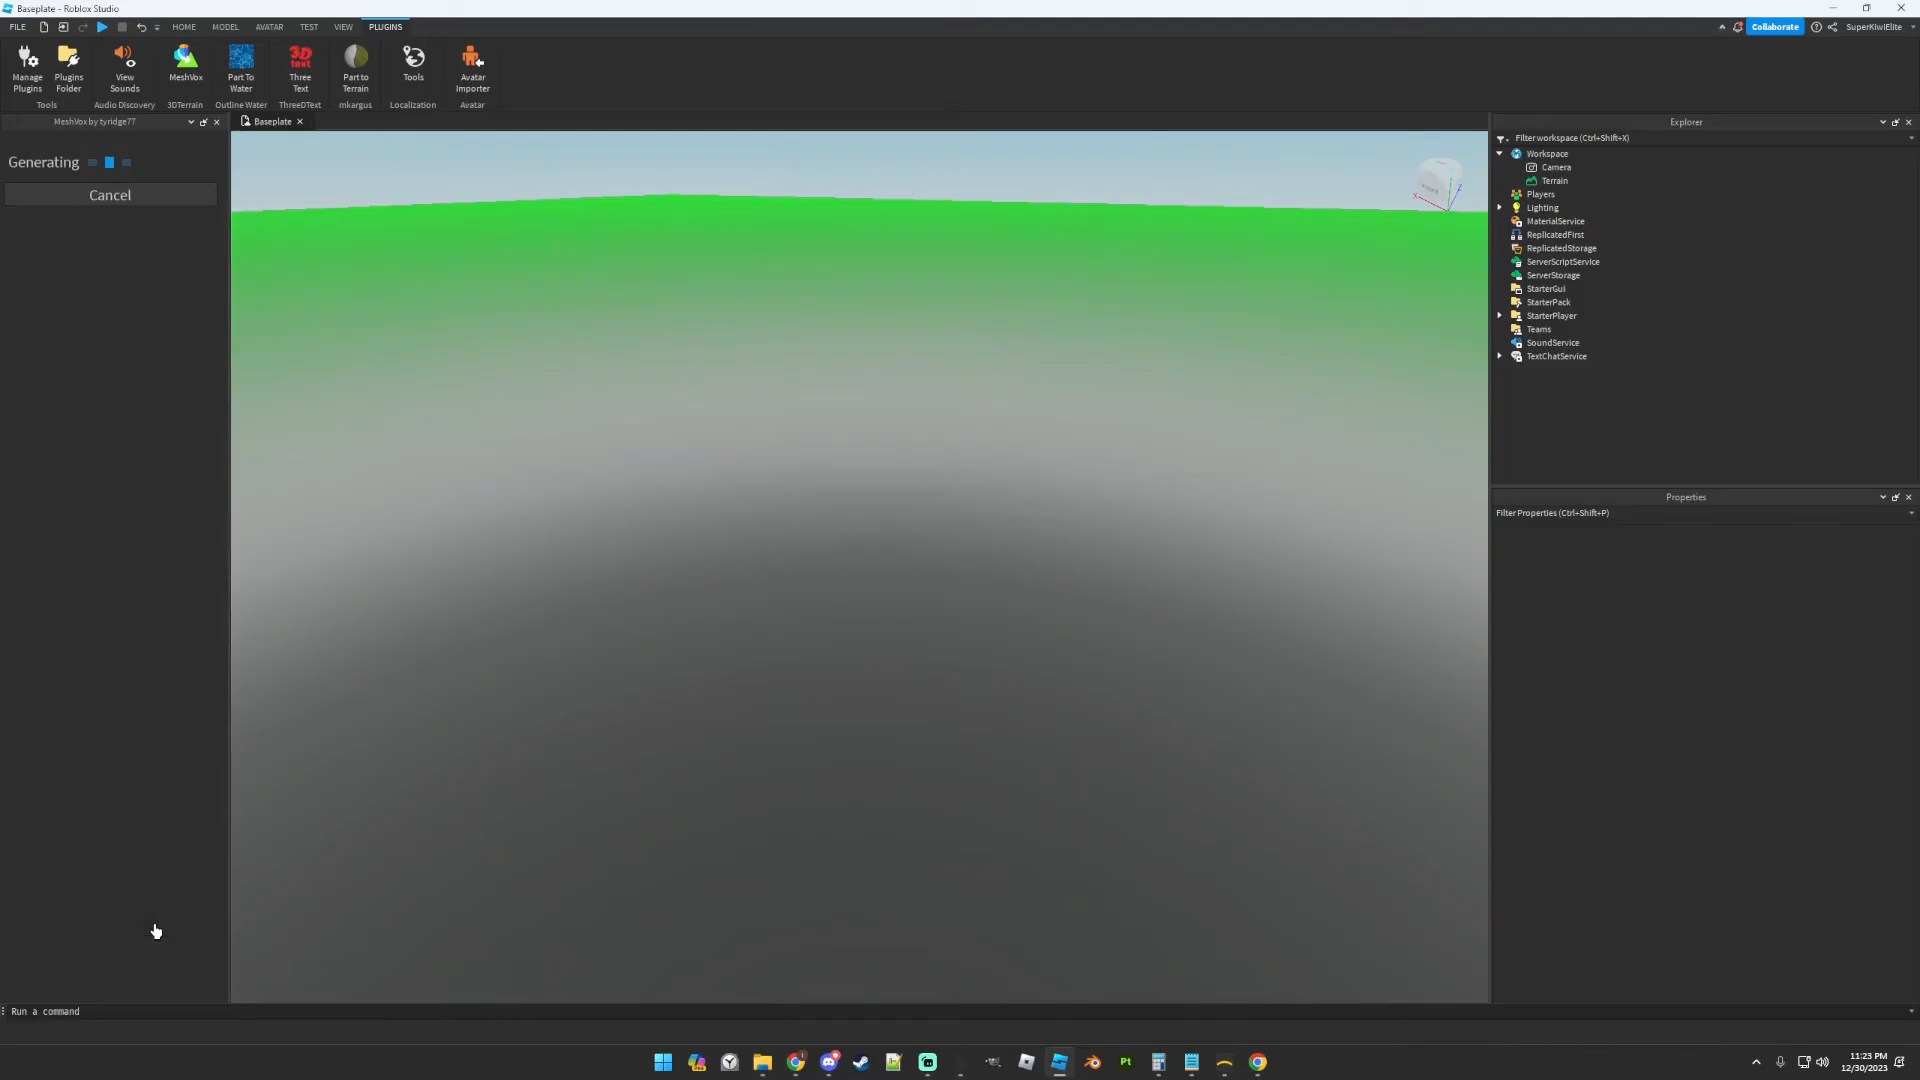 Baseplate - Roblox Studio
FILE HOME MODEL AVATAR TEST VIEW PLUGINS Collaborate SuperKiwiElite
Manage Plugins
Plugins Folder
View Sounds
MeshVox
Part To Water
3D text
Three Text
Part to Terrain
Tools
Avatar Importer
Tools Audio Discovery 3DTerrain Outline Water ThreeDText mkargus Localization Avatar
MeshVox by tyridge77
Baseplate
Generating
Cancel
Explorer
Filter workspace (Ctrl+Shift+X)
Workspace
Camera
Terrain
Players
Lighting
MaterialService
ReplicatedFirst
ReplicatedStorage
ServerScriptService
ServerStorage
StarterGui
StarterPack
StarterPlayer
Teams
SoundService
TextChatService
Properties
Filter Properties (Ctrl+Shift+P)
Run a command
Pt
11:23 PM
12/30/2023